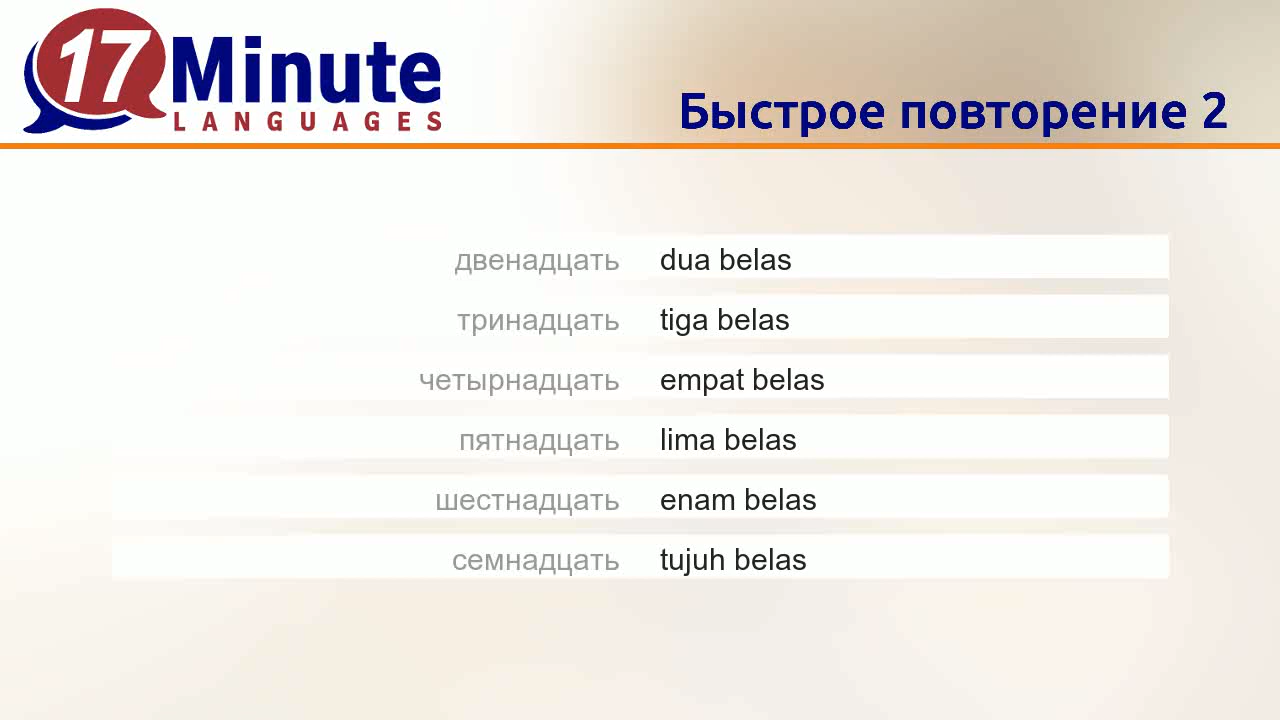 17 Minute
LANGUAGES
Быстрое повторение 2
двенадцать dua belas
тринадцать tiga belas
четырнадцать empat belas
пятнадцать lima belas
шестнадцать enam belas
семнадцать tujuh belas